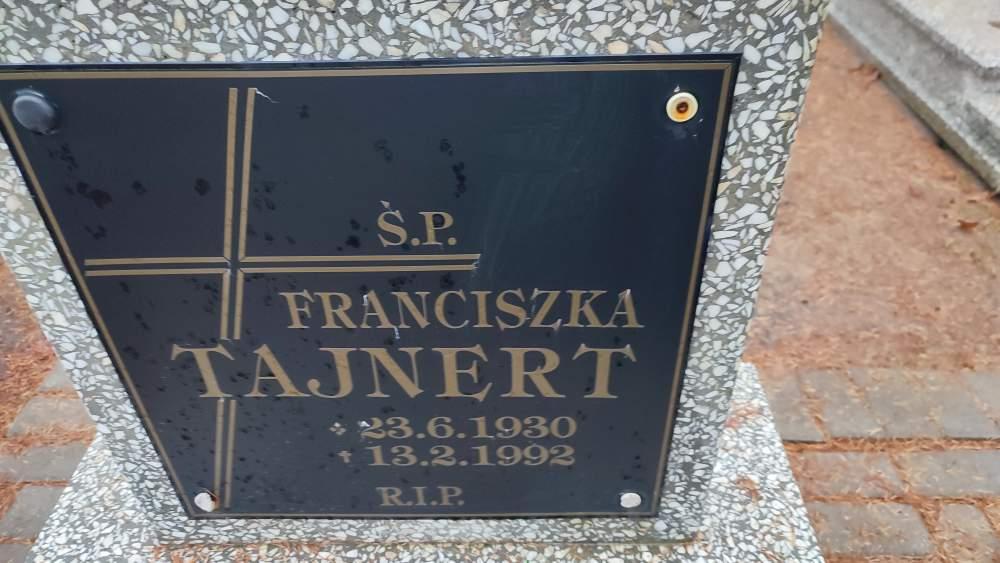 Ś.P.
FRANCISZKA
TAJNERT
23.6.1930
✝ 13.2.1992
R.I.P.